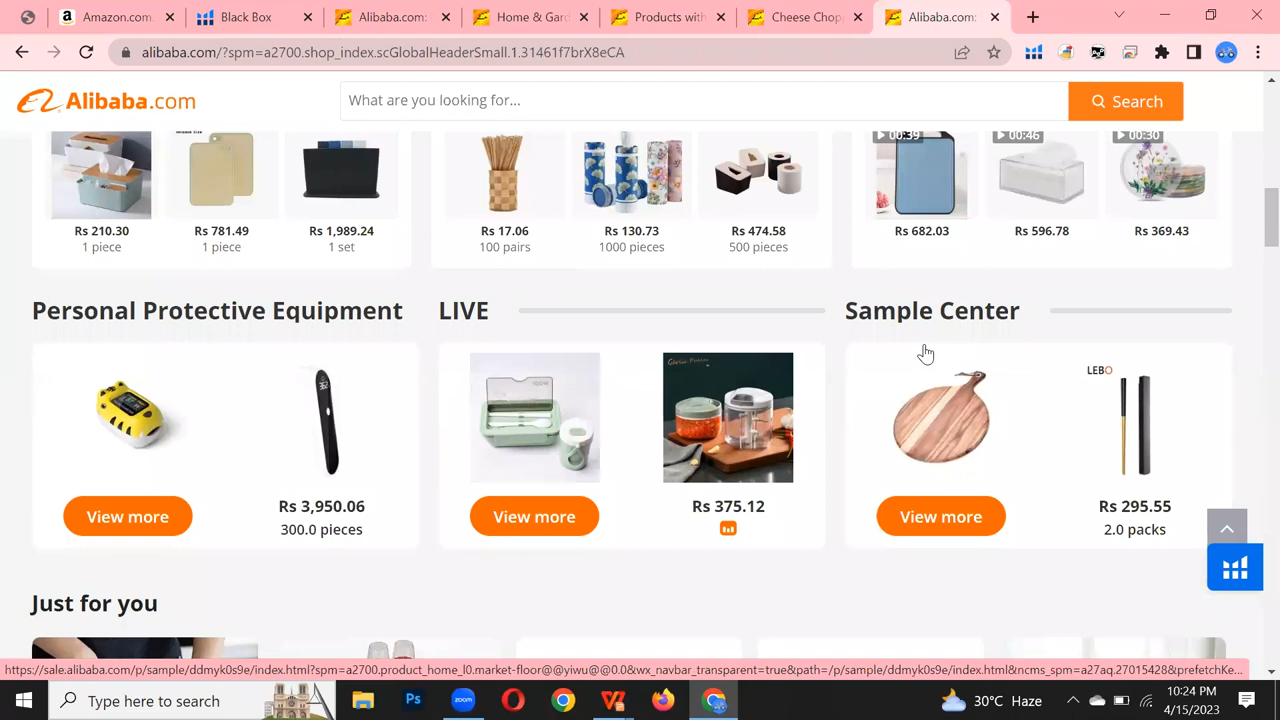 Amazon.com
Black Box
Alibaba.com:
Home & Gard
Products with
Cheese Chopp
Alibaba.com:
alibaba.com/?spm=a2700.shop_index.scGlobalHeaderSmall.1.31461f7brX8eCA
Alibaba.com
What are you looking for...
Search
00:39
00:46
00:30
Rs 210.30
Rs 781.49
Rs 1,989.24
Rs 17.06
Rs 130.73
Rs 474.58
Rs 682.03
Rs 596.78
Rs 369.43
1 piece
1 piece
1 set
100 pairs
1000 pieces
500 pieces
Personal Protective Equipment
LIVE
Sample Center
LEBO
View more
Rs 3,950.06
300.0 pieces
View more
Rs 375.12
View more
Rs 295.55
2.0 packs
Just for you
https://sale.alibaba.com/p/sample/ddmyk0s9e/index.html?spm=a2700.product_home_l0.market-floor@@yiwu@@0.0&wx_navbar_transparent=true&path=/p/sample/ddmyk0s9e/index.html&ncms_spm=a27aq.27015428&prefetchKe...
Type here to search
Ps
zoom
30°C Haze
10:24 PM
4/15/2023